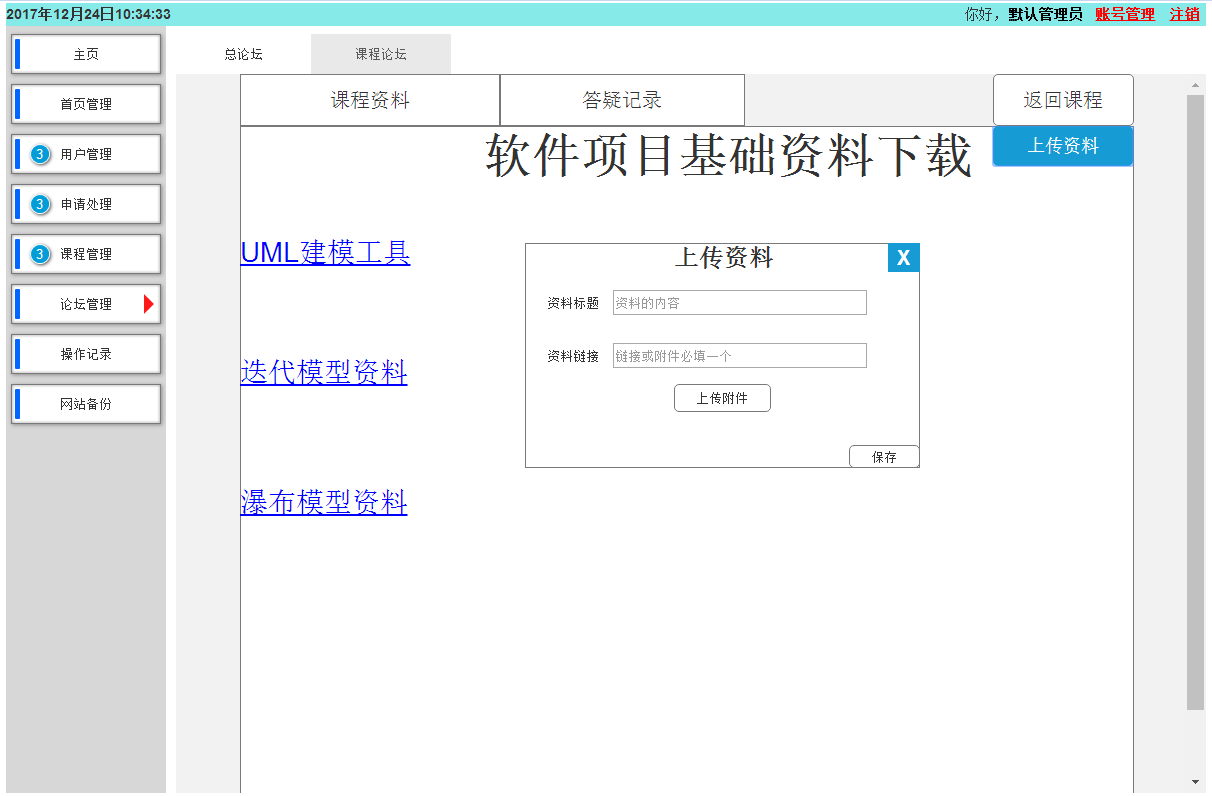 2017年12月24日10:34:33
你好，默认管理员 账号管理 注销
主页
首页管理
3 用户管理
3 申请处理
3 课程管理
论坛管理
操作记录
网站备份
总论坛 课程论坛
课程资料 答疑记录 返回课程
上传资料
软件项目基础资料下载
UML建模工具
迭代模型资料
瀑布模型资料
上传资料 X
资料标题 资料的内容
资料链接 链接或附件必填一个
上传附件
保存